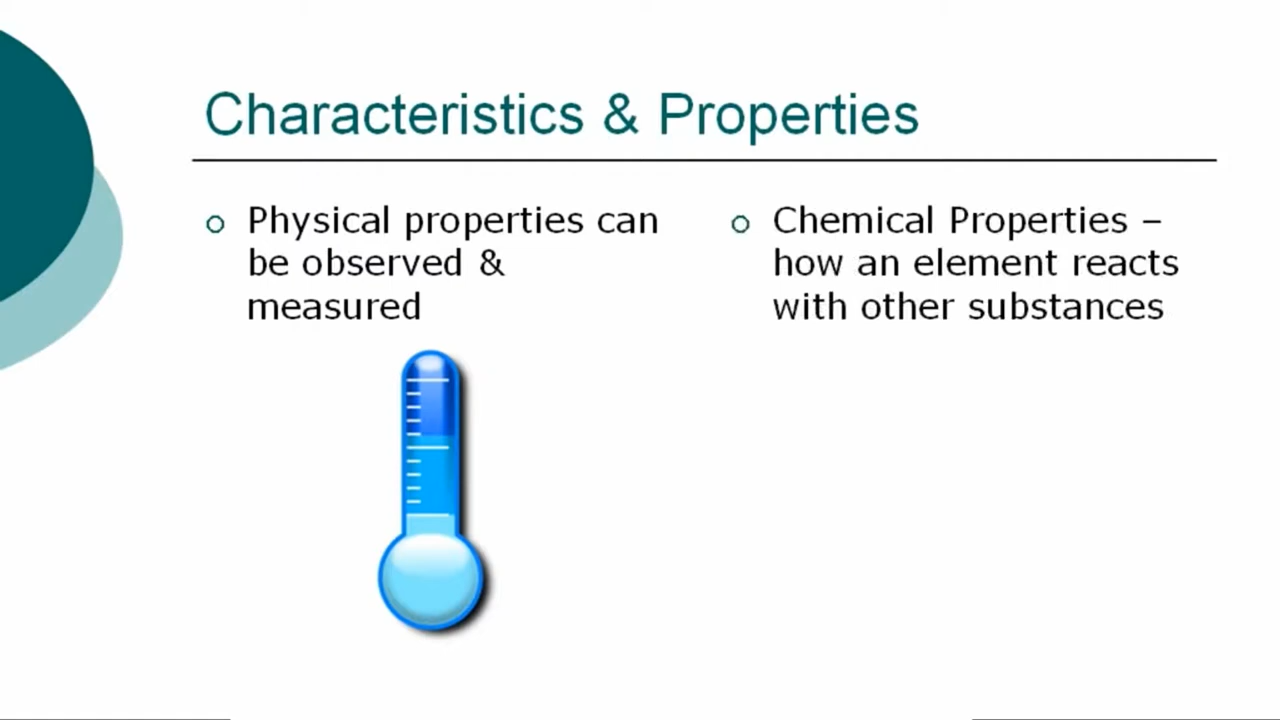 Characteristics & Properties
Physical properties can
be observed &
measured
Chemical Properties –
how an element reacts
with other substances